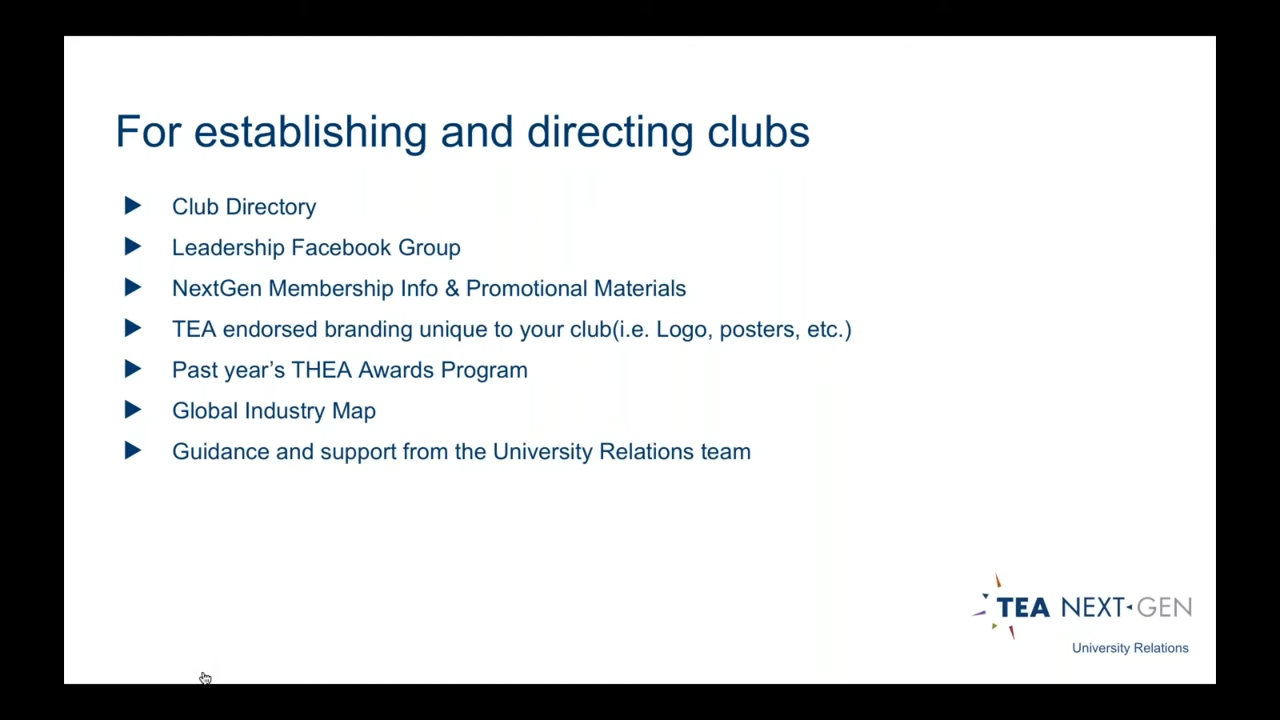 For establishing and directing clubs
Club Directory
Leadership Facebook Group
NextGen Membership Info & Promotional Materials
TEA endorsed branding unique to your club(i.e. Logo, posters, etc.)
Past year’s THEA Awards Program
Global Industry Map
Guidance and support from the University Relations team
TEA NEXT GEN
University Relations